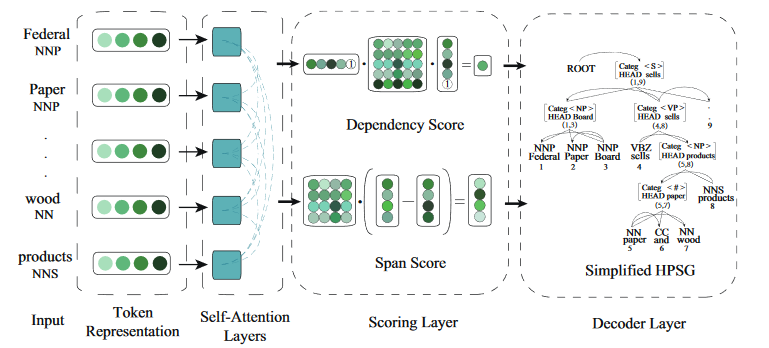 Federal
NNP
Paper
NNP
.
.
.
wood
NN
products
NNS
Input
Token
Representation
Self-Attention
Layers
1
1
=
Dependency Score
−
=
Span Score
Scoring Layer
ROOT
Categ < S >
HEAD sells
(1,9)
Categ < NP >
HEAD Board
(1,3)
Categ < VP >
HEAD sells
(4,8)
.
.
9
NNP NNP NNP
Federal Paper Board
1 2 3
VBZ
sells
4
Categ < NP >
HEAD products
(5,8)
Categ < # >
HEAD paper
(5,7)
NNS
products
8
NN CC NN
paper and wood
5 6 7
Simplified HPSG
Decoder Layer